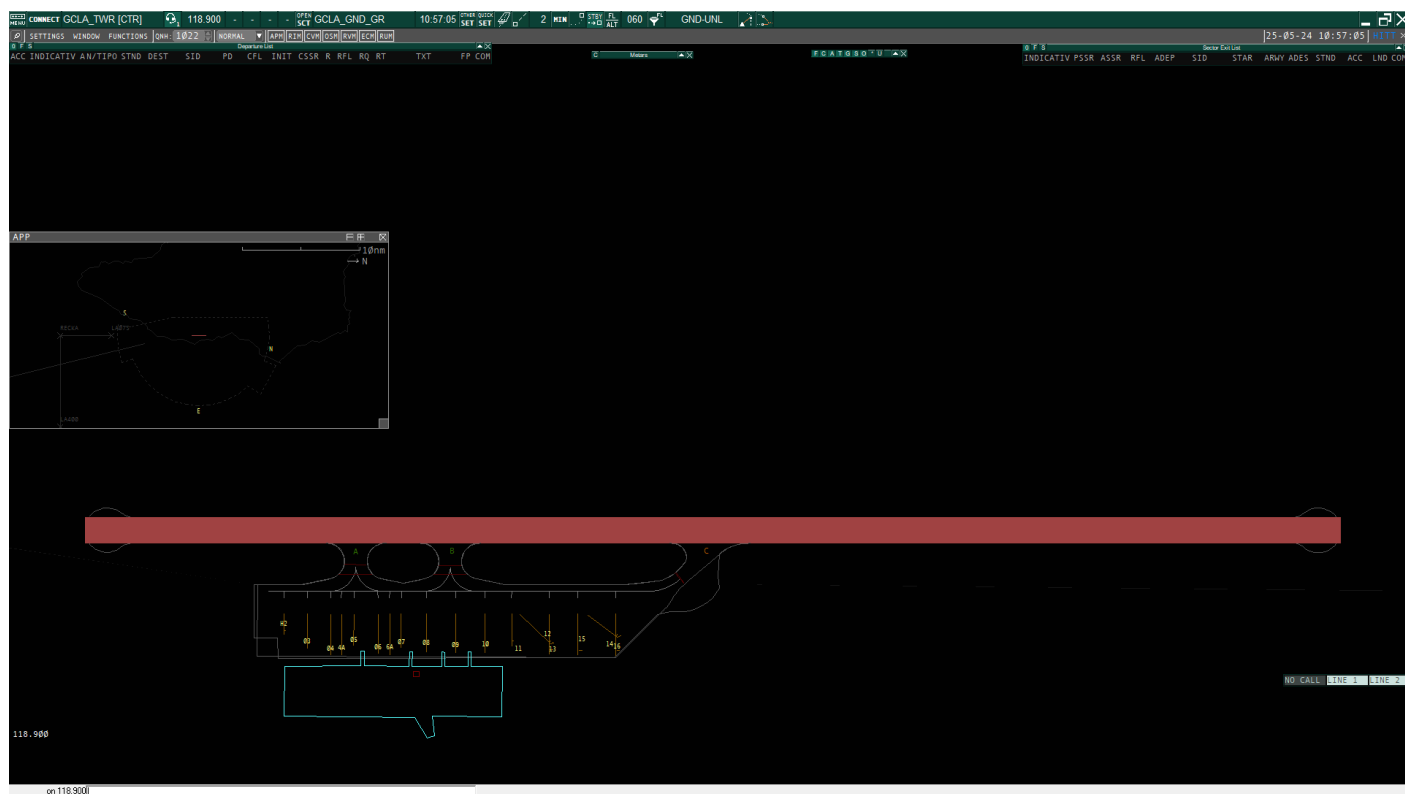 MENU CONNECT GCLA_TWR [CTR] 118.900 - - - - OPEN SCT GCLA_GND_GR 10:57:05 OTHER SET QUICK SET 2 MIN STBY FL ALT 060 FL GND-UNL
SETTINGS WINDOW FUNCTIONS QNH: 1022 NORMAL APM RIM CVM DSM RVM ECM RUM 25-05-24 10:57:05
O F S Departure List
ACC INDICATIV AN/TIPO STND DEST SID PD CFL INIT CSSR R RFL RQ RT TXT FP COM
C Metars
F C A T G S O * U
O F S Sector Exit List
INDICATIV PSSR ASSR RFL ADEP SID STAR ARWY ADES STND ACC LND COM
APP
10nm
N
S
LA075
N
E
A B C
H2
03 04 4A 05 06 6A 07 08 09 10 11 12 13 15 14 16
NO CALL LINE 1 LINE 2
118.900
on 118.900